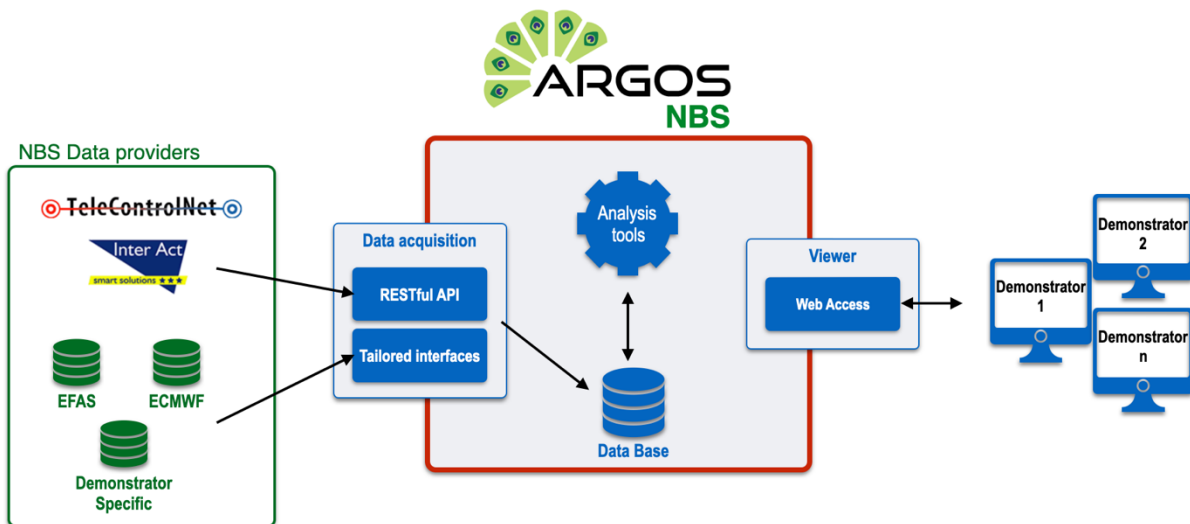 ARGOS
NBS
NBS Data providers
TeleControlNet
Inter Act
smart solutions ★★★
EFAS
ECMWF
Demonstrator
Specific
Data acquisition
RESTful API
Tailored interfaces
Analysis
tools
Data Base
Viewer
Web Access
Demonstrator
1
Demonstrator
2
Demonstrator
n